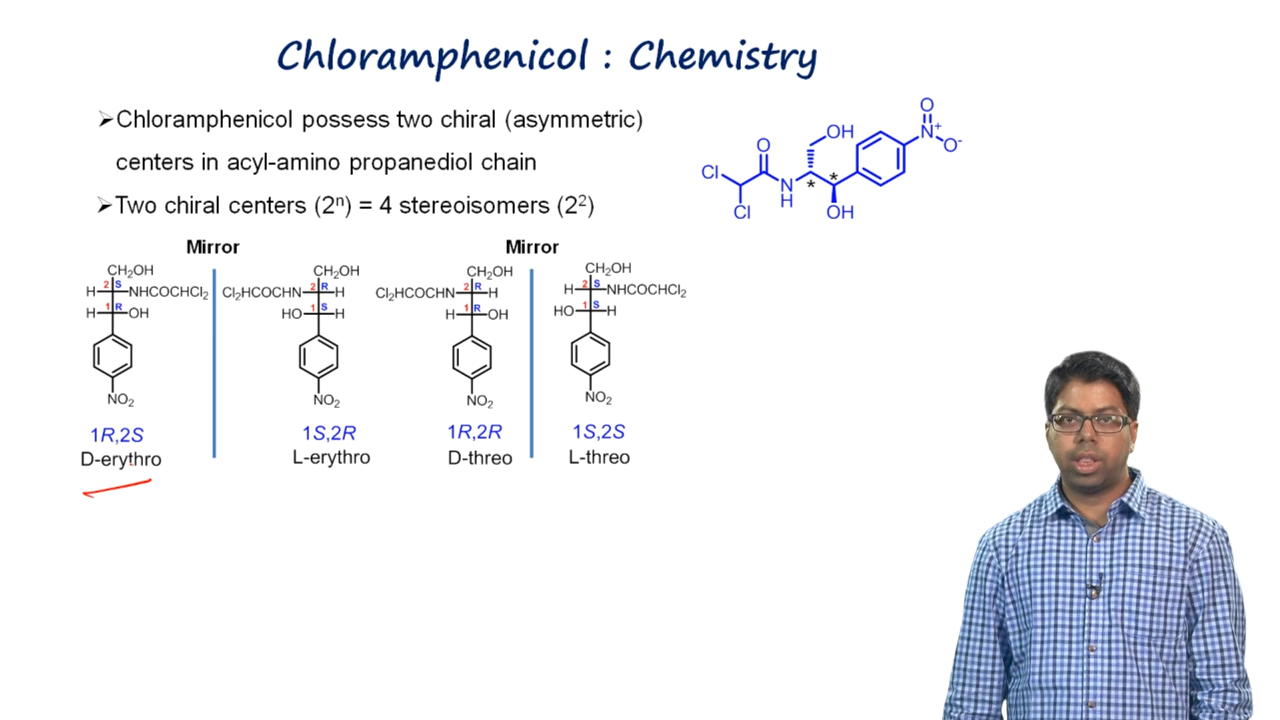 Chloramphenicol : Chemistry
➢Chloramphenicol possess two chiral (asymmetric)
centers in acyl-amino propanediol chain
➢Two chiral centers (2ⁿ) = 4 stereoisomers (2²)
O
OH
N⁺
O⁻
O
Cl
N
H
*
*
Cl
OH
Mirror
Mirror
CH₂OH
H 2 S NHCOCHCl₂
H 1 R OH
NO₂
1R,2S
D-erythro
CH₂OH
Cl₂HCOCHN 2 R H
HO 1 S H
NO₂
1S,2R
L-erythro
CH₂OH
Cl₂HCOCHN 2 R H
H 1 R OH
NO₂
1R,2R
D-threo
CH₂OH
H 2 S NHCOCHCl₂
HO 1 S H
NO₂
1S,2S
L-threo